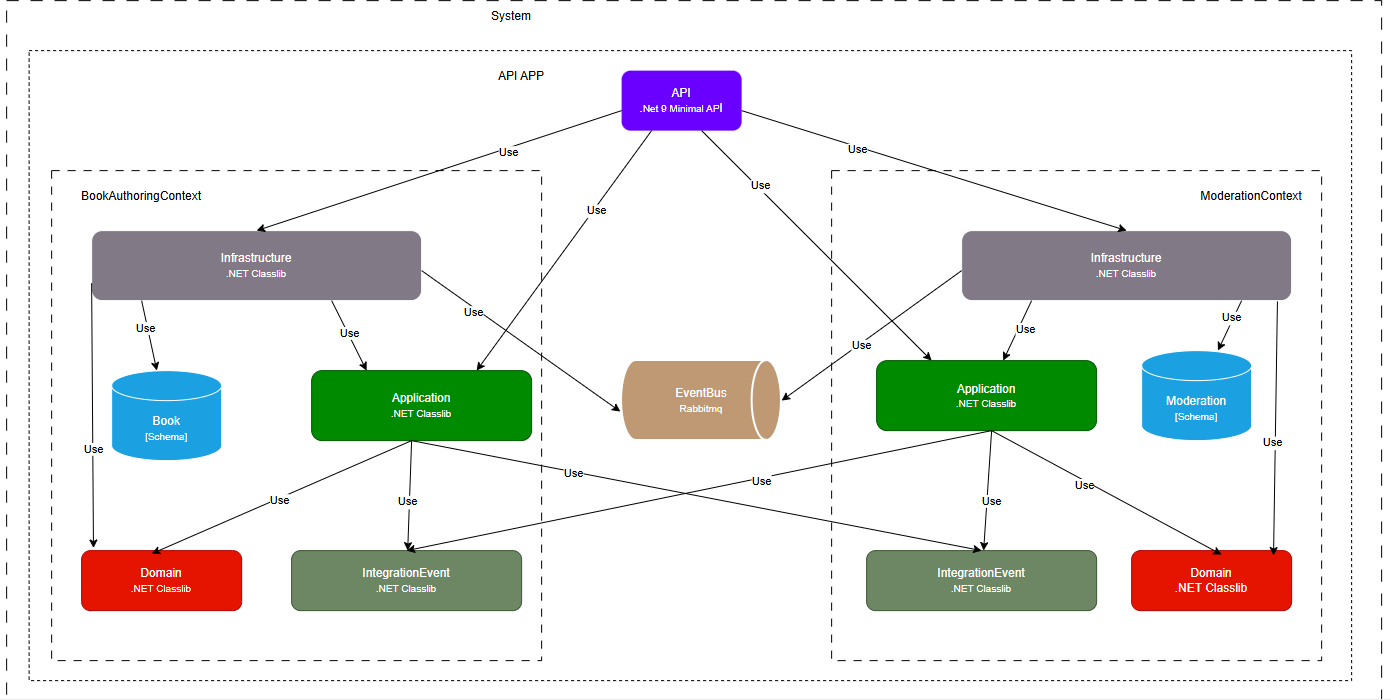 System
API APP
API
.Net 9 Minimal APİ
Use
Use
Use
Use
BookAuthoringContext
ModerationContext
Infrastructure
.NET Classlib
Infrastructure
.NET Classlib
Use
Use
Use
Use
Use
Use
Use
Book
[Schema]
Application
.NET Classlib
EventBus
Rabbitmq
Application
.NET Classlib
Moderation
[Schema]
Use
Use
Use
Use
Use
Use
Use
Use
Domain
.NET Classlib
IntegrationEvent
.NET Classlib
IntegrationEvent
.NET Classlib
Domain
.NET Classlib